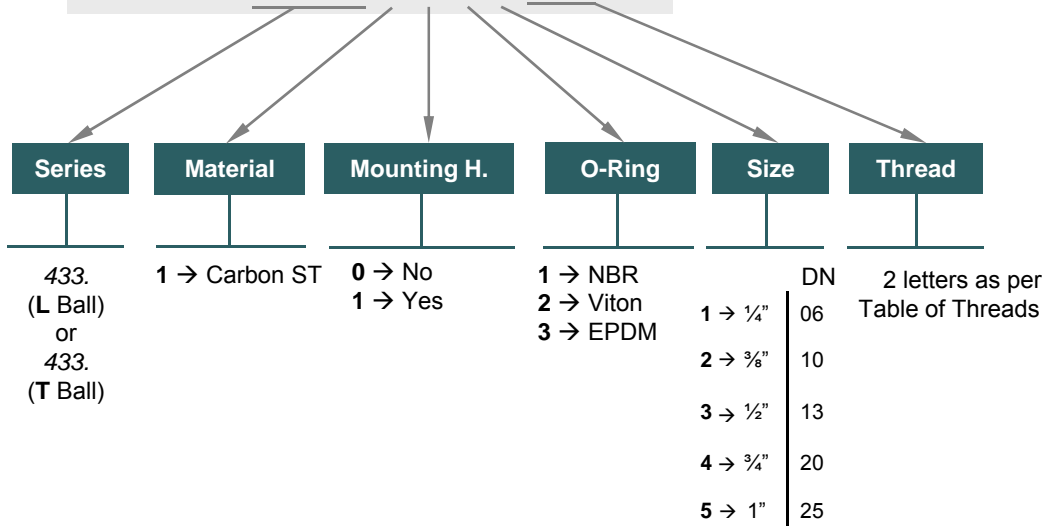 Series
Material
Mounting H.
O-Ring
Size
Thread
433.
(L Ball)
or
433.
(T Ball)
1 → Carbon ST
0 → No
1 → Yes
1 → NBR
2 → Viton
3 → EPDM
DN
1 → ¼” 06
2 → ⅜” 10
3 → ½” 13
4 → ¾” 20
5 → 1” 25
2 letters as per
Table of Threads